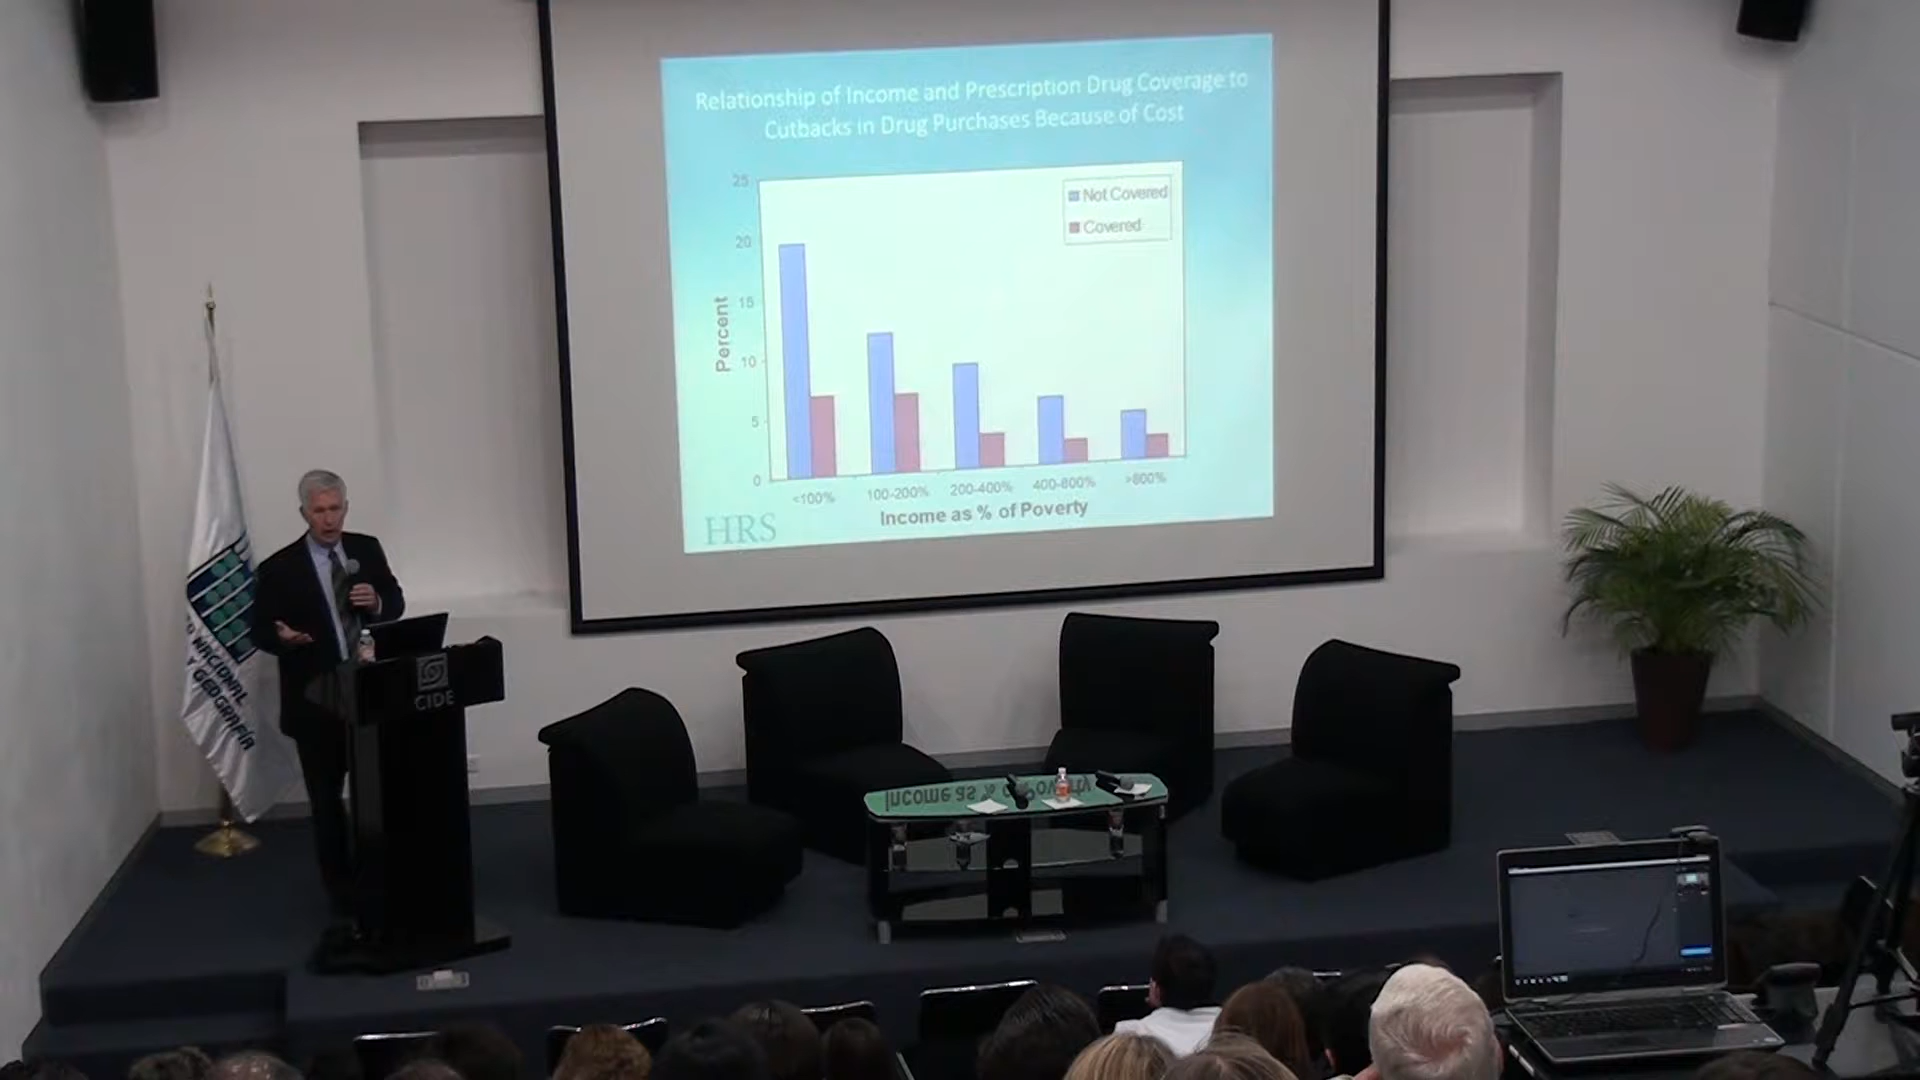 Relationship of Income and Prescription Drug Coverage to
Cutbacks in Drug Purchases Because of Cost
25
20
15
10
5
0
Percent
Not Covered
Covered
<100%
100-200%
200-400%
400-800%
>800%
Income as % of Poverty
HRS
NACIONAL
Y GEOGRAFÍA
CIDE
Income as % of Poverty